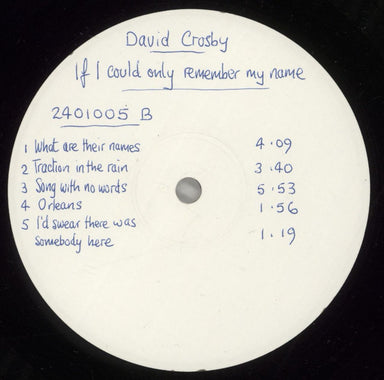 David Crosby
If I could only remember my name
2401005 B
1 What are their names 4.09
2 Traction in the rain 3.40
3 Song with no words 5.53
4 Orleans 1.56
5 I'd swear there was
somebody here 1.19